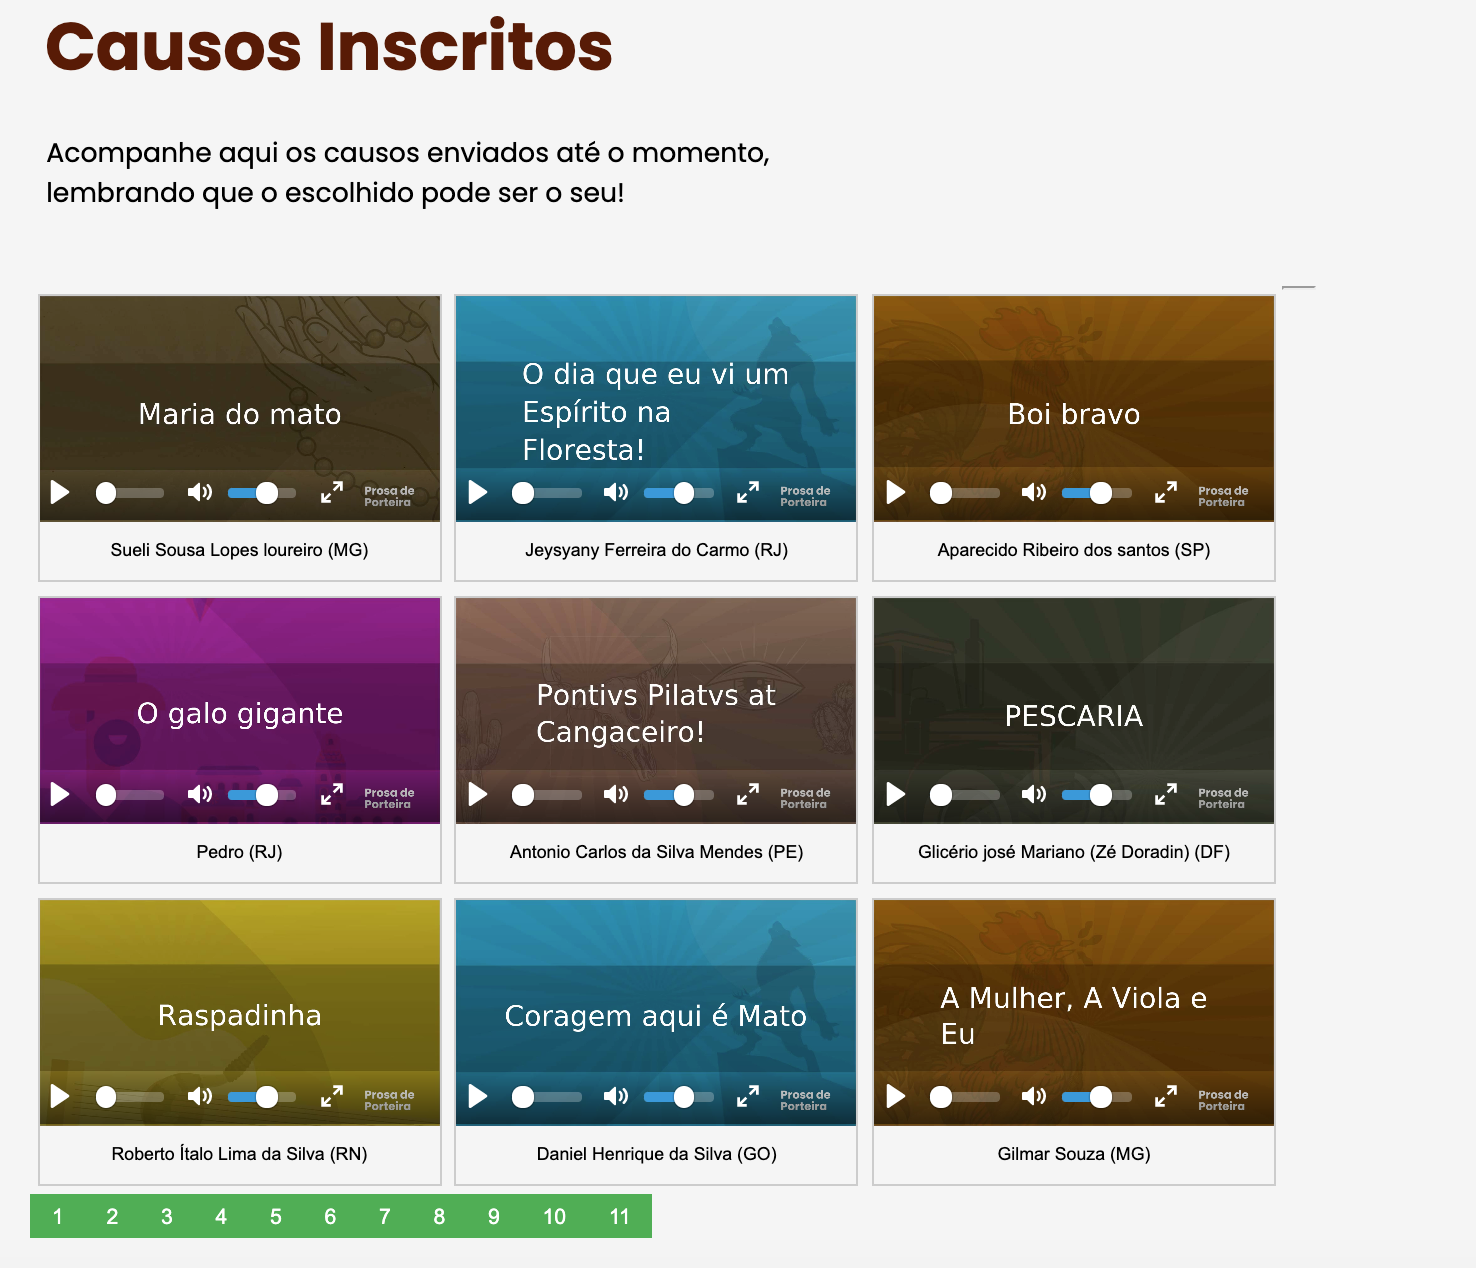 Causos Inscritos
Acompanhe aqui os causos enviados até o momento,
lembrando que o escolhido pode ser o seu!
Maria do mato
Prosa de
Porteira
Sueli Sousa Lopes loureiro (MG)
O dia que eu vi um
Espírito na
Floresta!
Prosa de
Porteira
Jeysyany Ferreira do Carmo (RJ)
Boi bravo
Prosa de
Porteira
Aparecido Ribeiro dos santos (SP)
O galo gigante
Prosa de
Porteira
Pedro (RJ)
Pontivs Pilatvs at
Cangaceiro!
Prosa de
Porteira
Antonio Carlos da Silva Mendes (PE)
PESCARIA
Prosa de
Porteira
Glicério josé Mariano (Zé Doradin) (DF)
Raspadinha
Prosa de
Porteira
Roberto Ítalo Lima da Silva (RN)
Coragem aqui é Mato
Prosa de
Porteira
Daniel Henrique da Silva (GO)
A Mulher, A Viola e
Eu
Prosa de
Porteira
Gilmar Souza (MG)
1 2 3 4 5 6 7 8 9 10 11